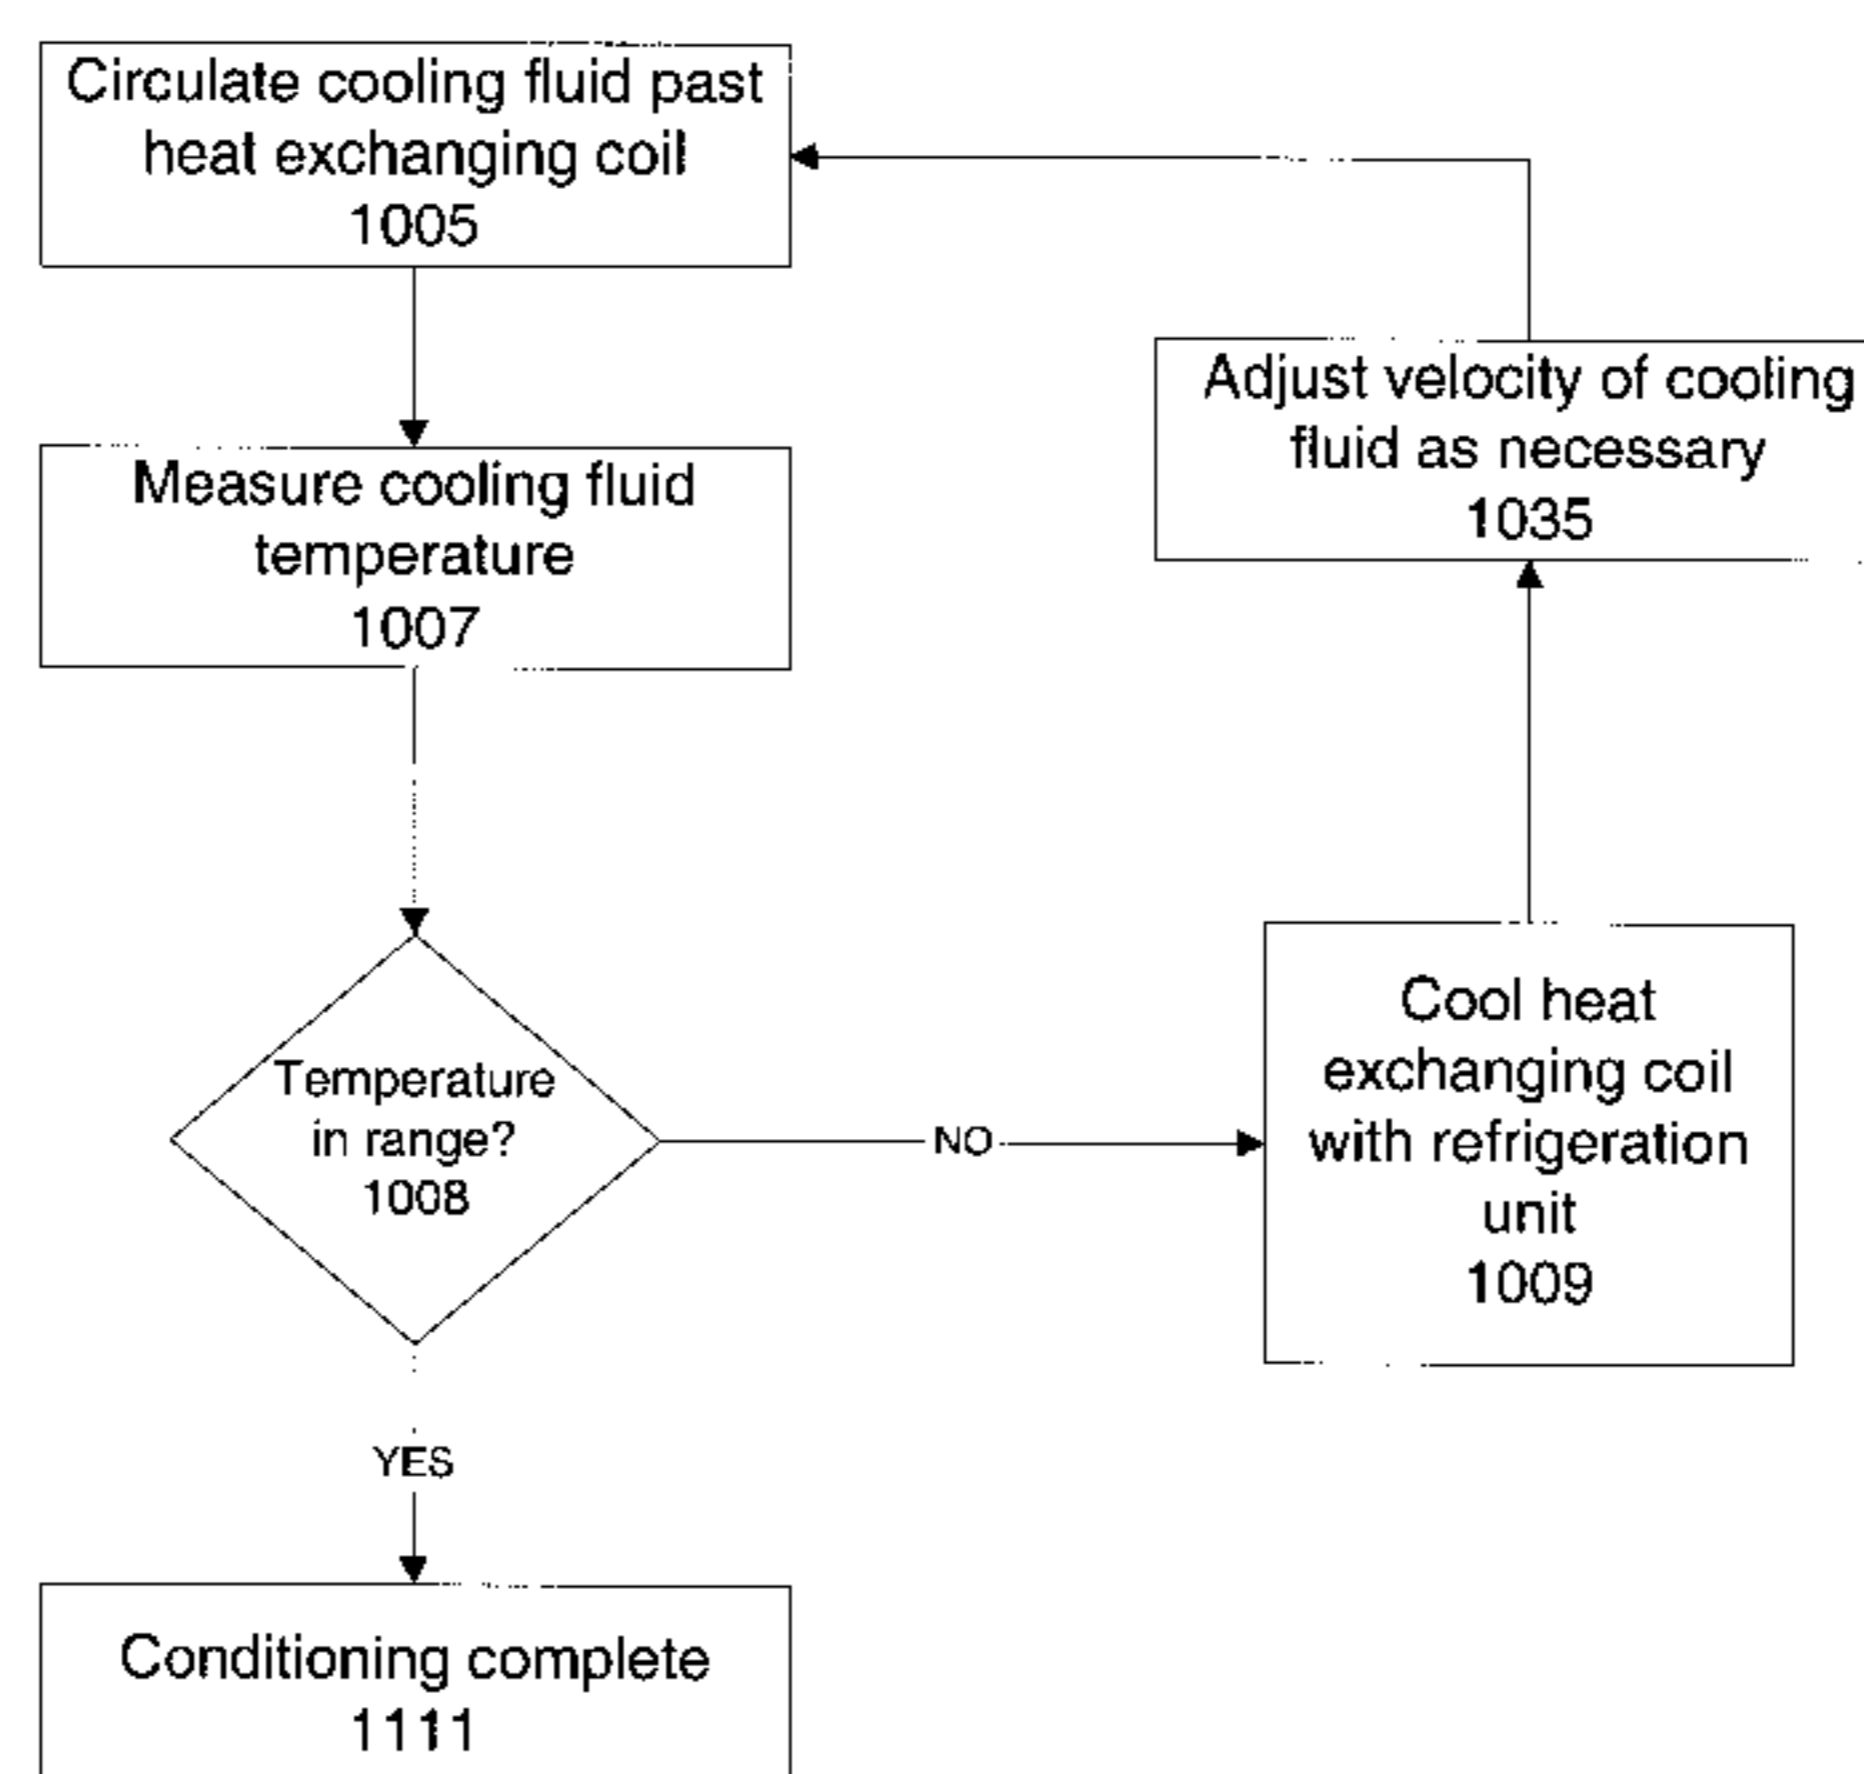 Circulate cooling fluid past
heat exchanging coil
1005
Adjust velocity of cooling
fluid as necessary
1035
Measure cooling fluid
temperature
1007
Temperature
in range?
1008
NO
Cool heat
exchanging coil
with refrigeration
unit
1009
YES
Conditioning complete
1111